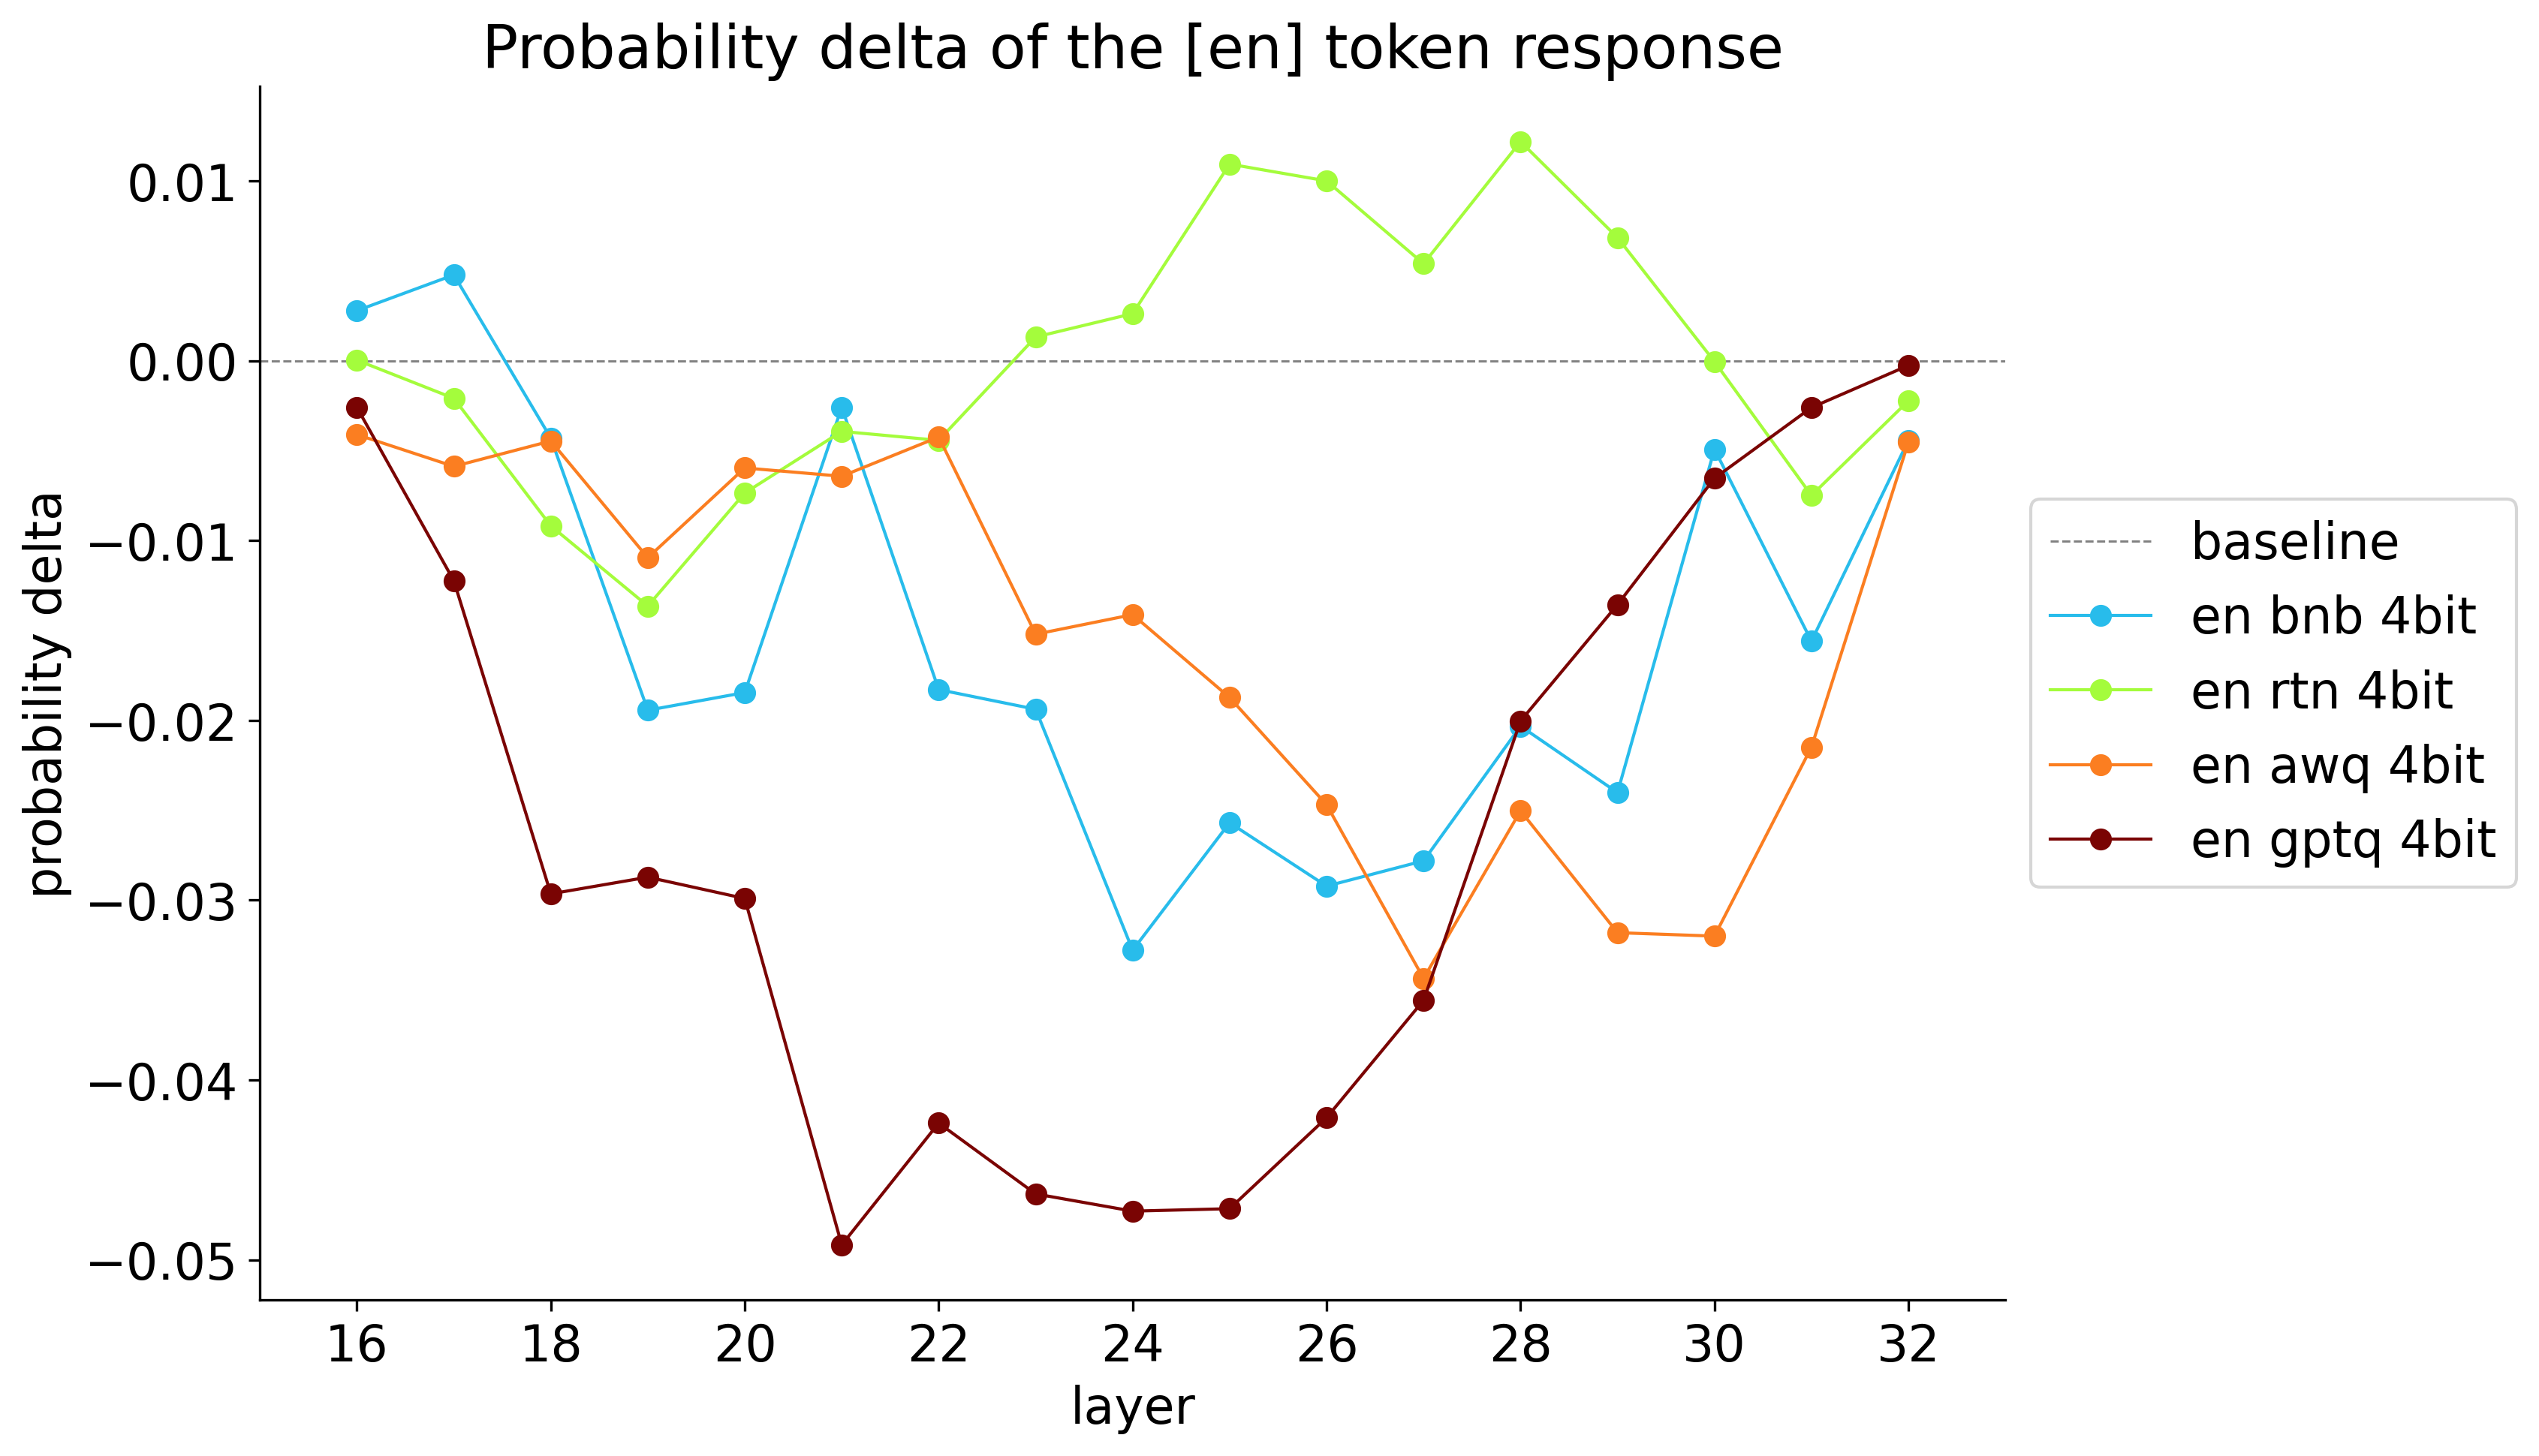 Probability delta of the [en] token response
probability delta
0.01
0.00
−0.01
−0.02
−0.03
−0.04
−0.05
16 18 20 22 24 26 28 30 32
layer
baseline
en bnb 4bit
en rtn 4bit
en awq 4bit
en gptq 4bit